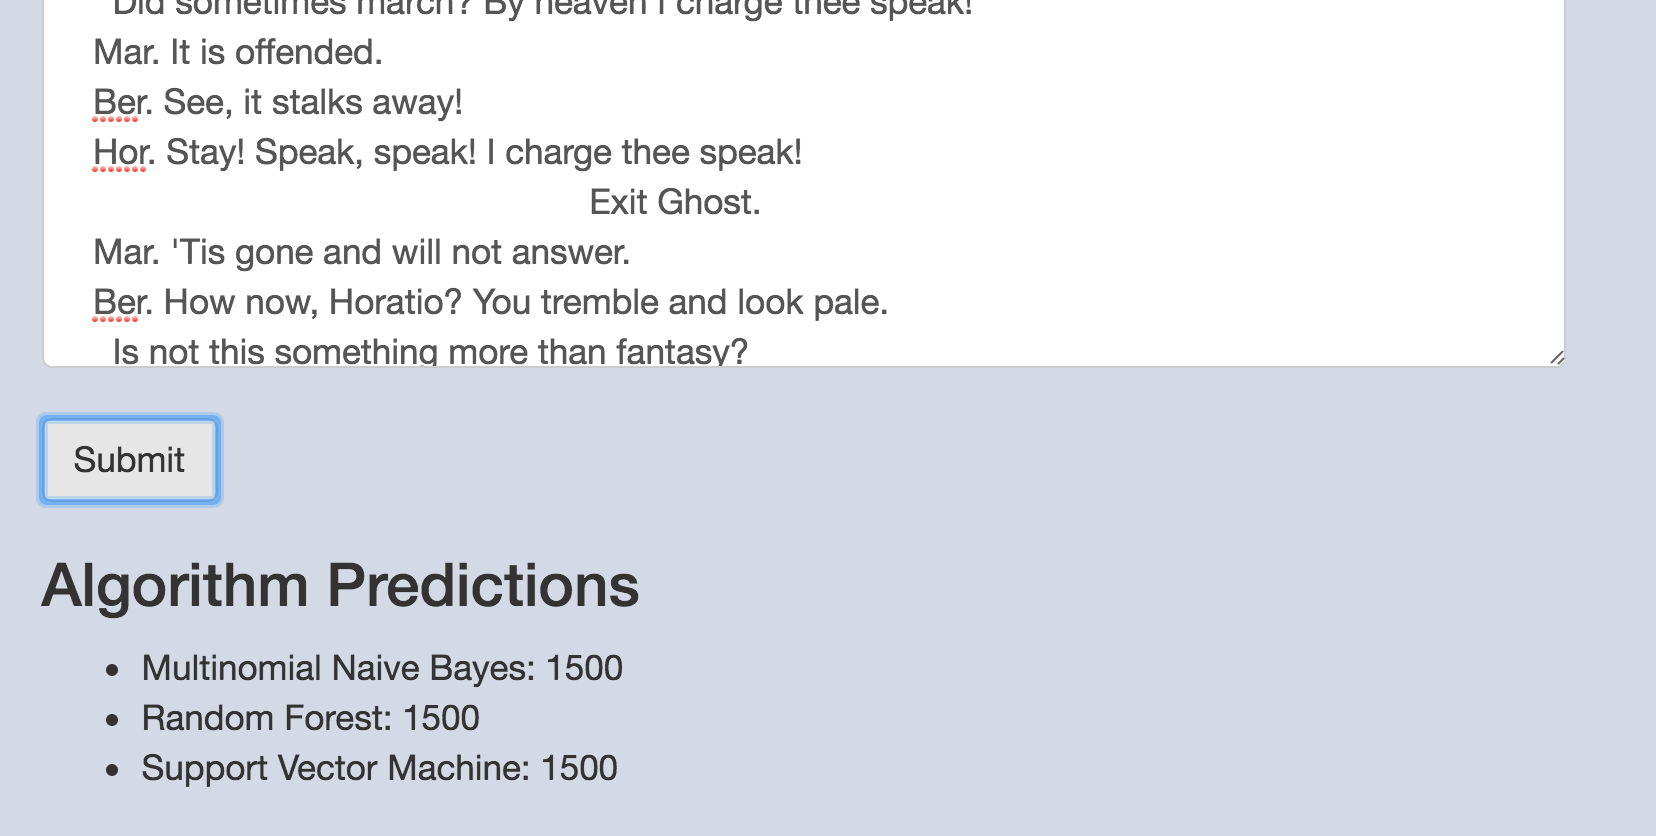 Did sometimes march? By heaven I charge thee speak!
Mar. It is offended.
Ber. See, it stalks away!
Hor. Stay! Speak, speak! I charge thee speak!
Exit Ghost.
Mar. 'Tis gone and will not answer.
Ber. How now, Horatio? You tremble and look pale.
Is not this something more than fantasy?
Submit
Algorithm Predictions
• Multinomial Naive Bayes: 1500
• Random Forest: 1500
• Support Vector Machine: 1500